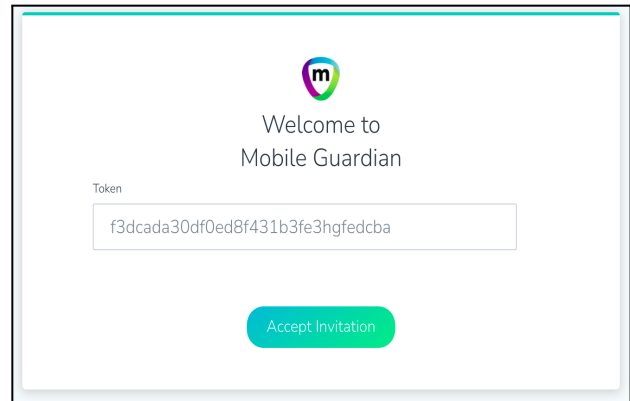 m
Welcome to
Mobile Guardian
Token
f3dcada30df0ed8f431b3fe3hgfedcba
Accept Invitation